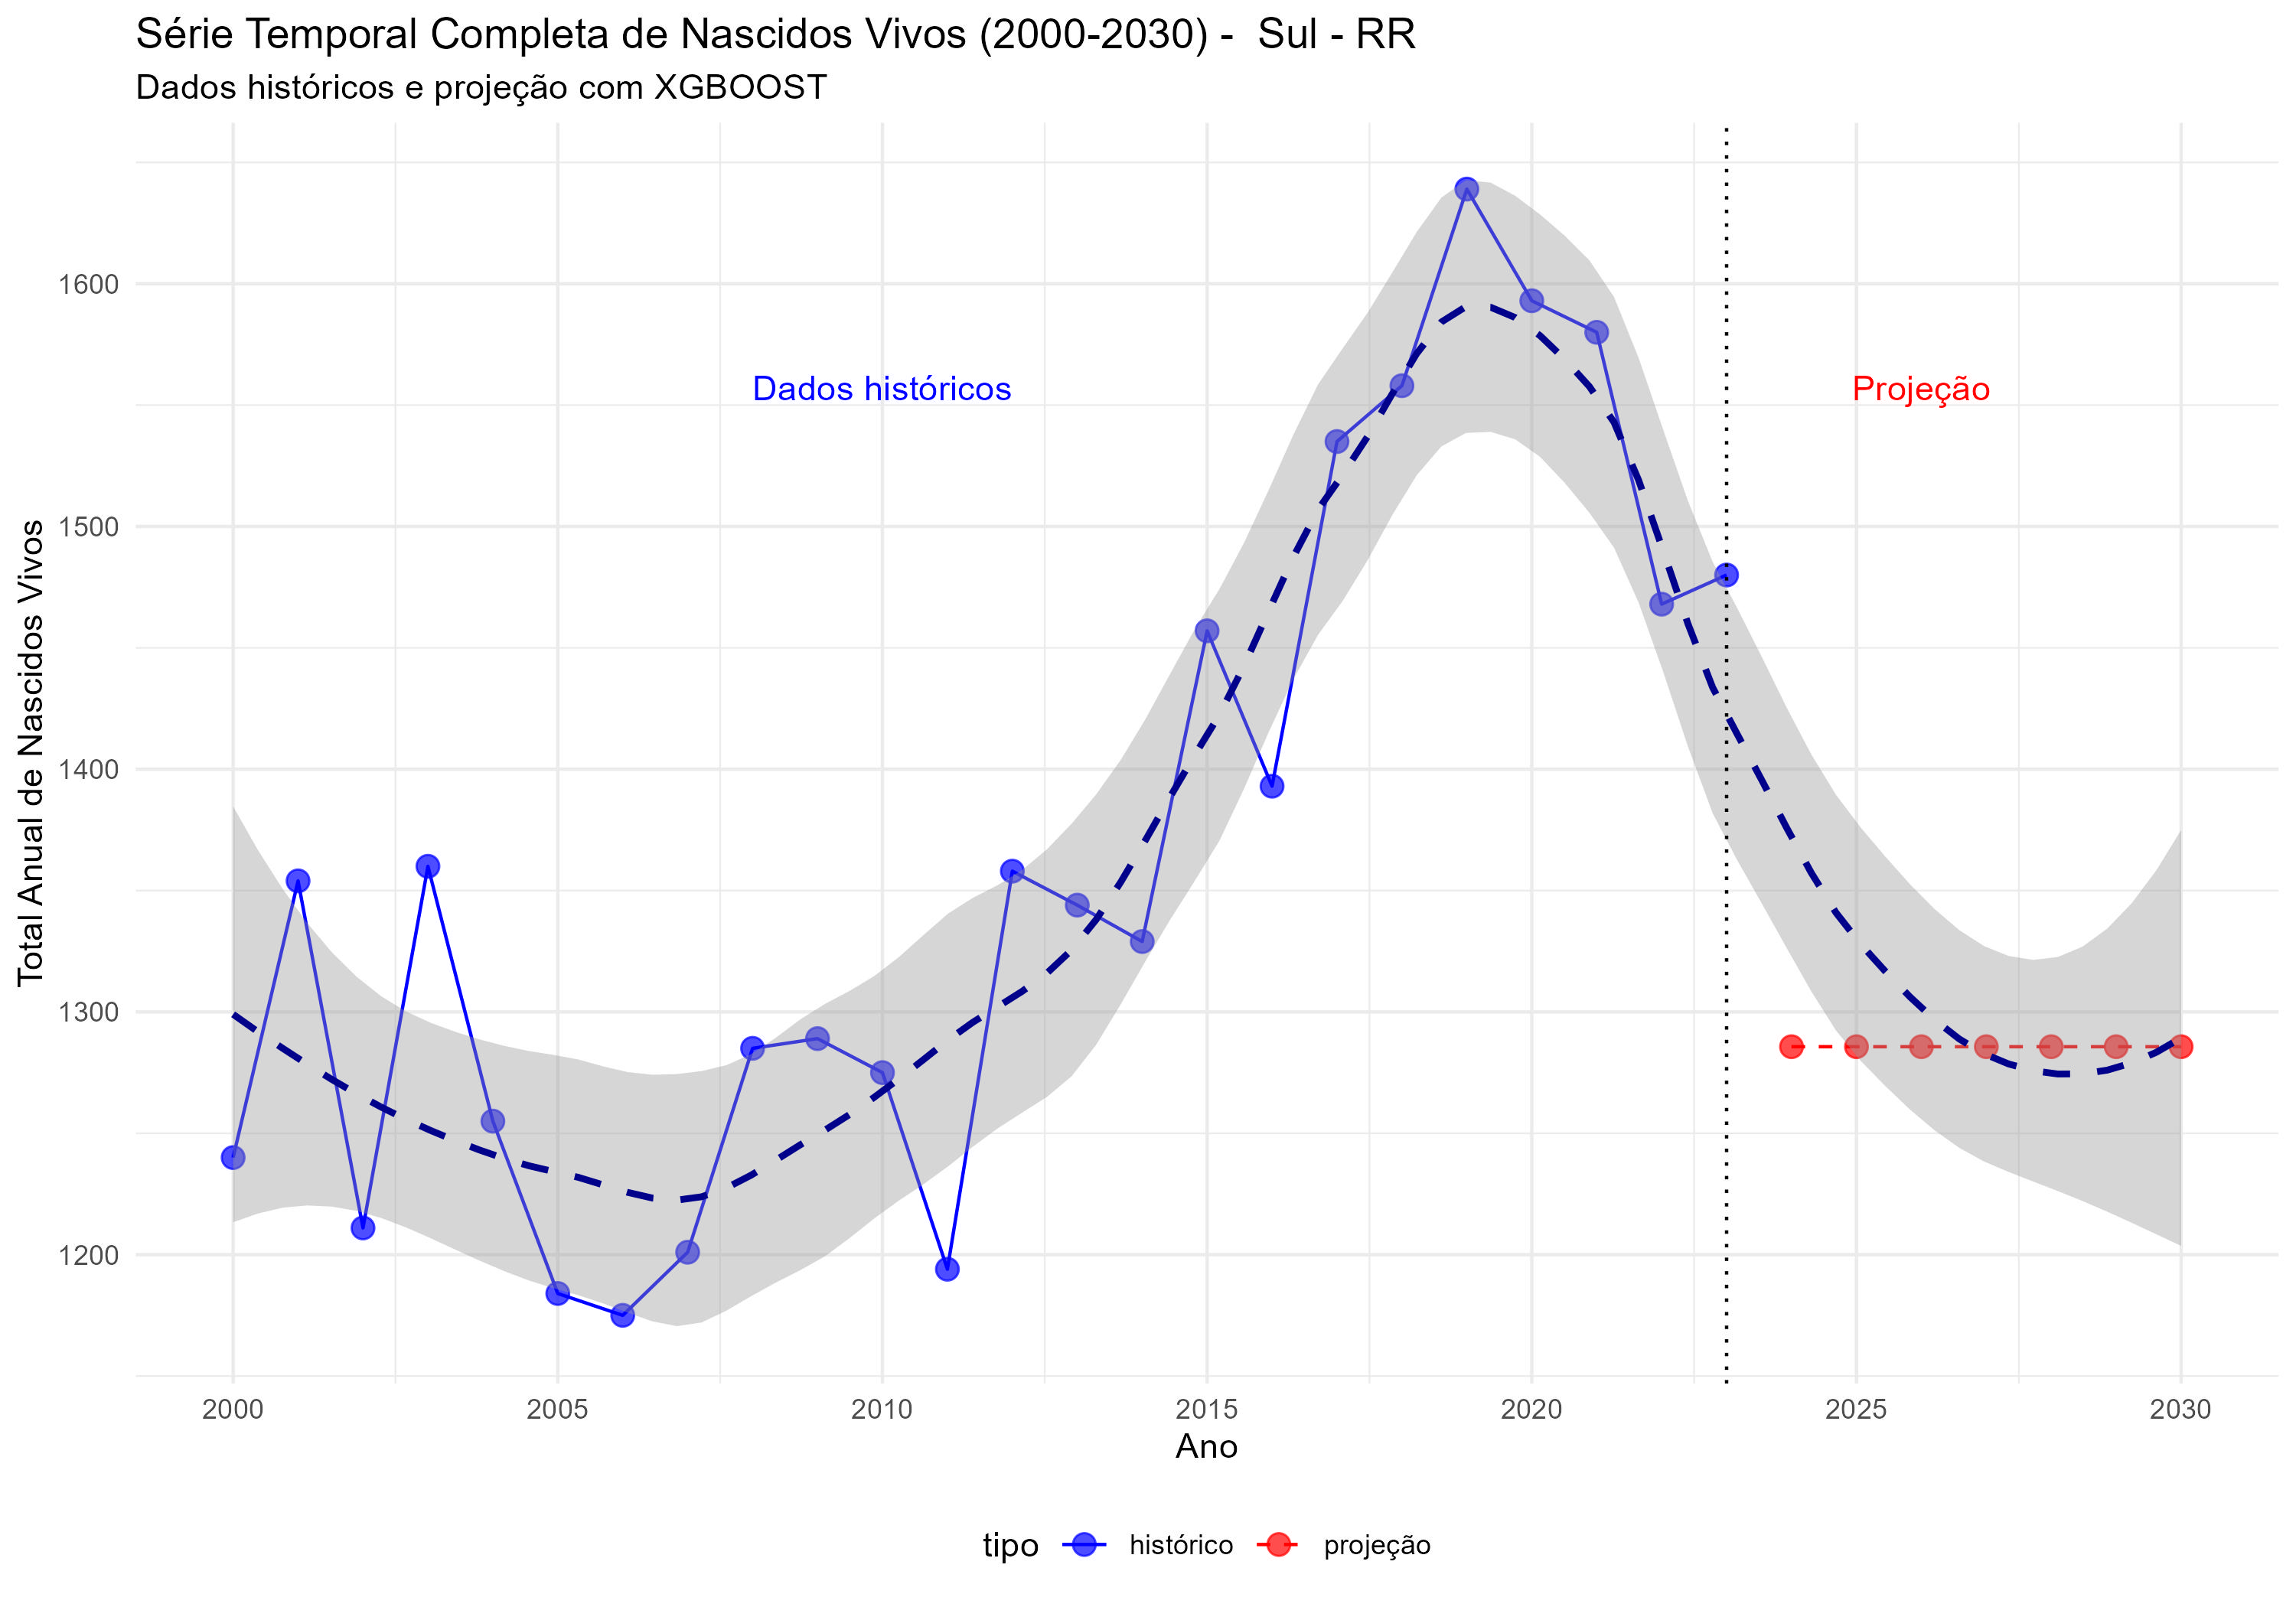 Série Temporal Completa de Nascidos Vivos (2000-2030) -  Sul - RR
Dados históricos e projeção com XGBOOST
Total Anual de Nascidos Vivos
1600
1500
1400
1300
1200
Dados históricos
Projeção
2000 2005 2010 2015 2020 2025 2030
Ano
tipo histórico projeção